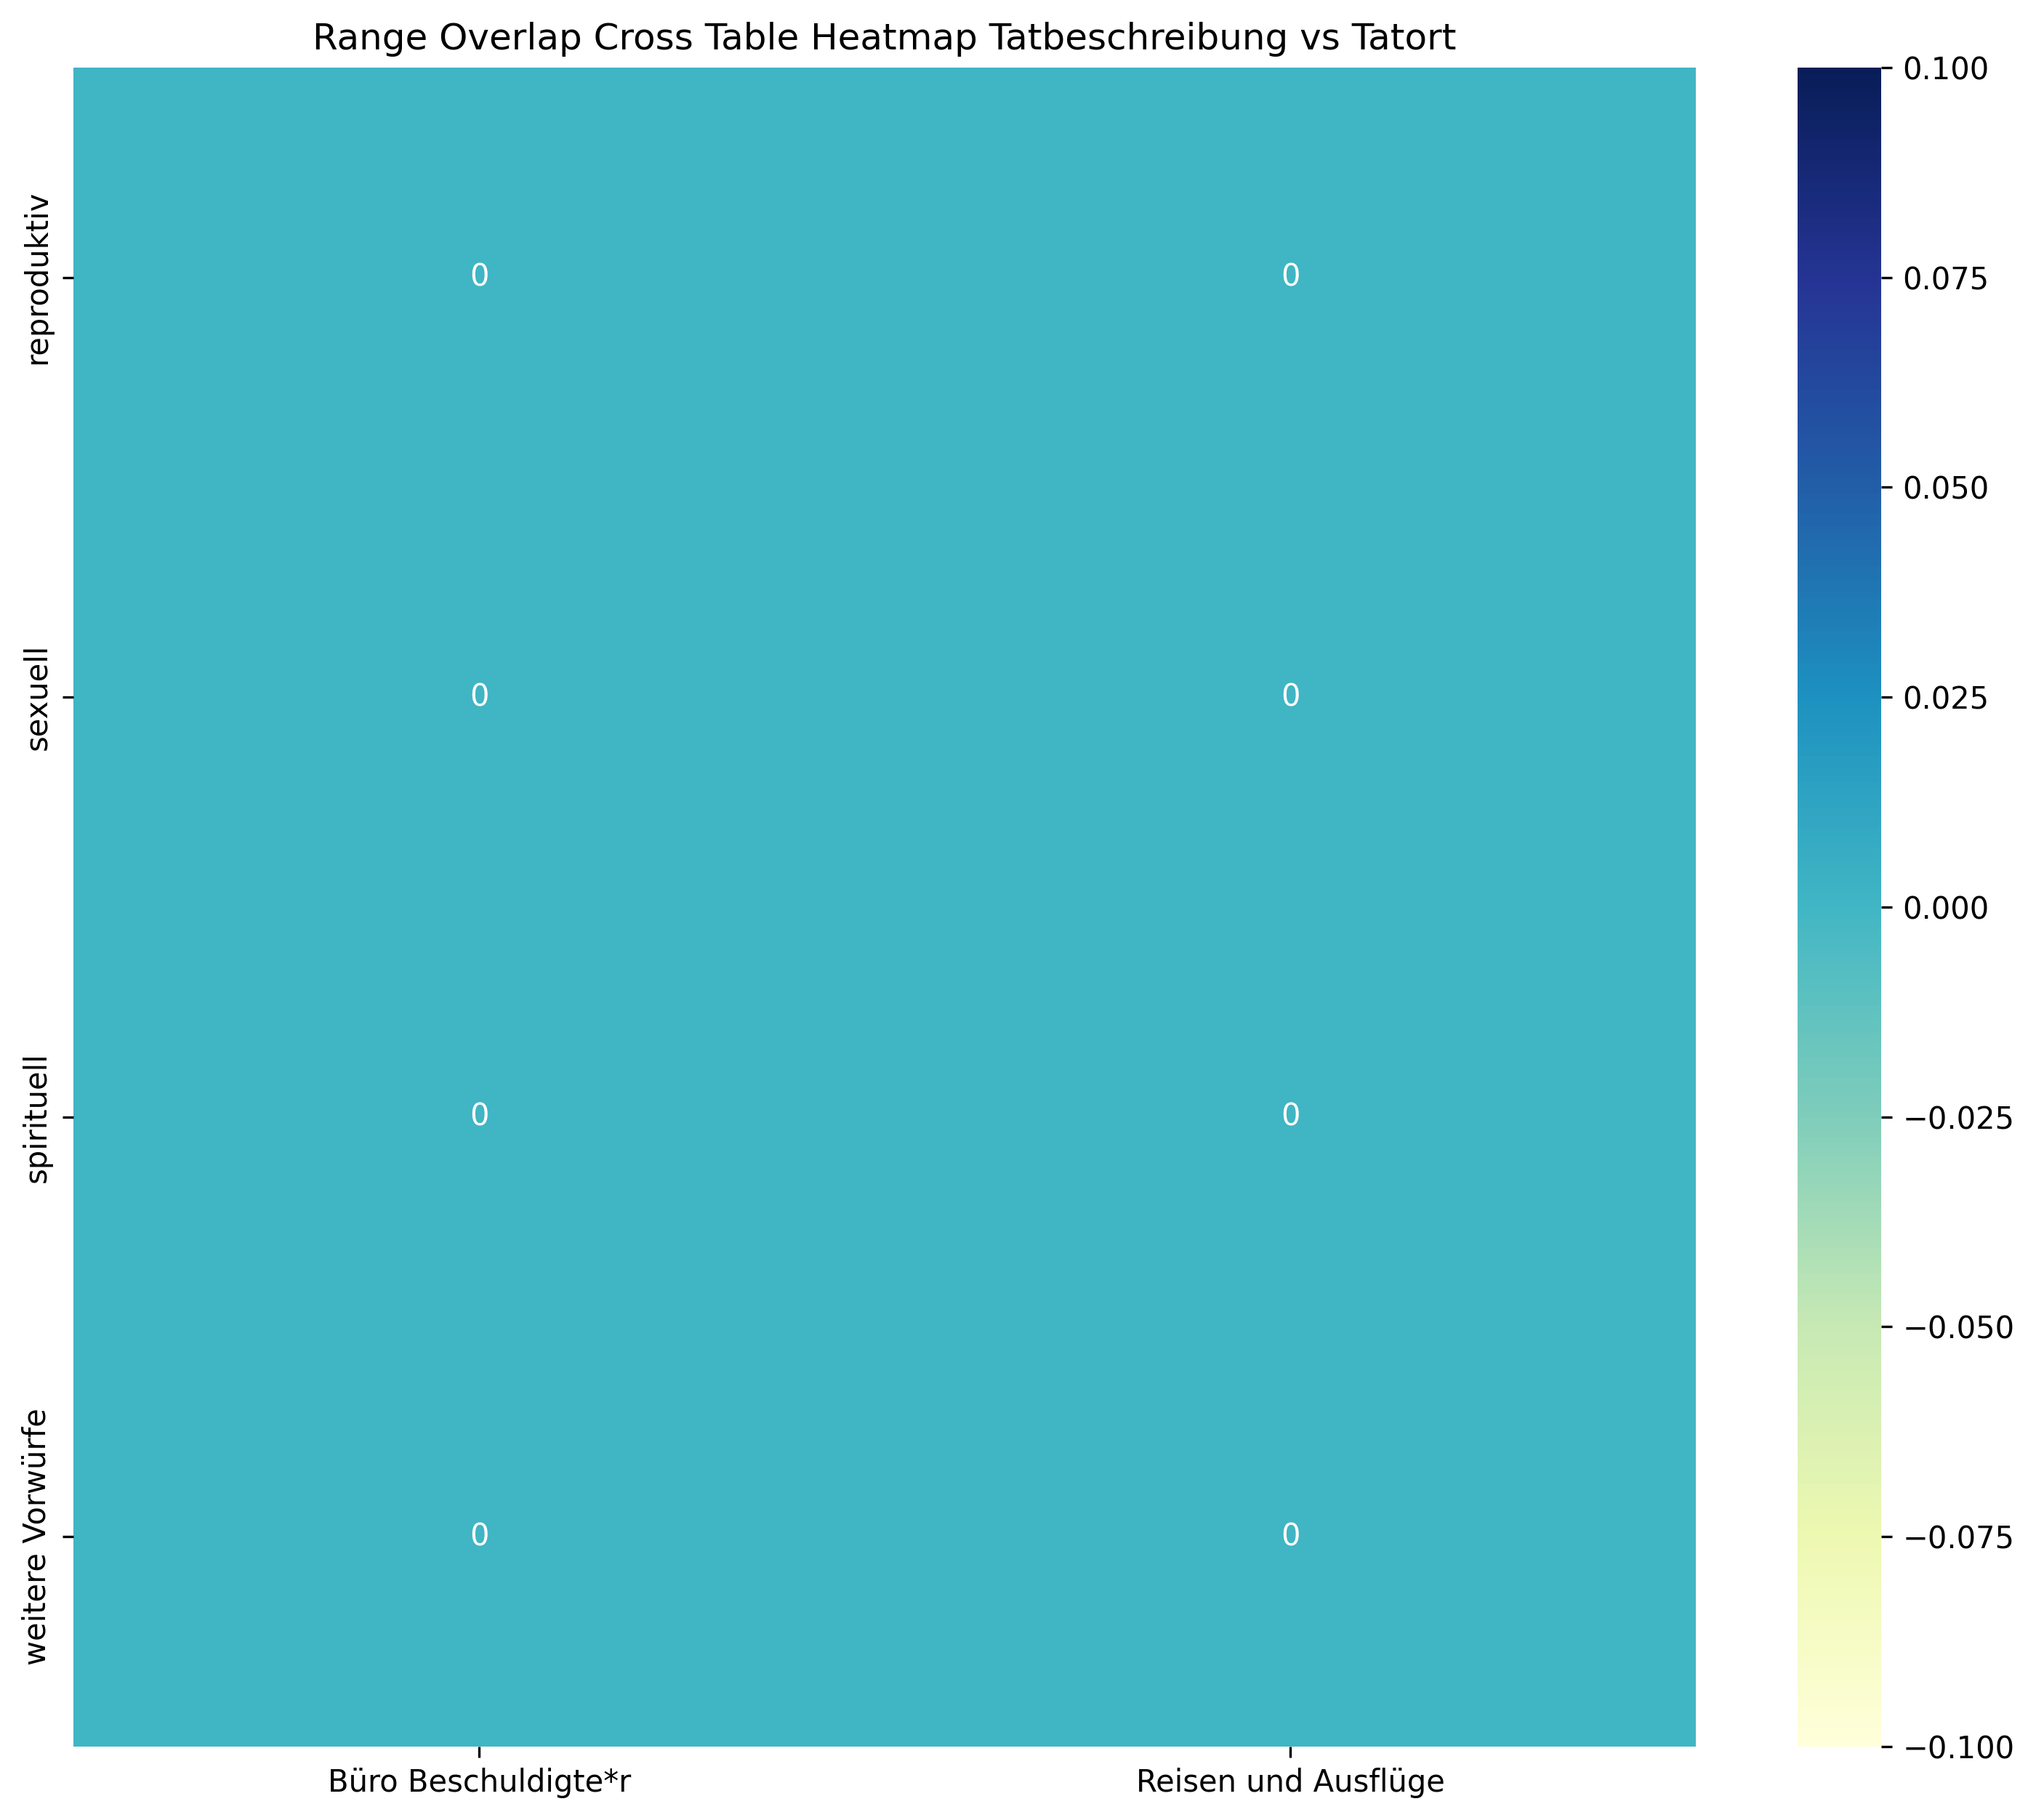 Range Overlap Cross Table Heatmap Tatbeschreibung vs Tatort
reproduktiv
0 0
sexuell
0 0
spirituell
0 0
weitere Vorwürfe
0 0
Büro Beschuldigte*r
Reisen und Ausflüge
0.100
0.075
0.050
0.025
0.000
−0.025
−0.050
−0.075
−0.100